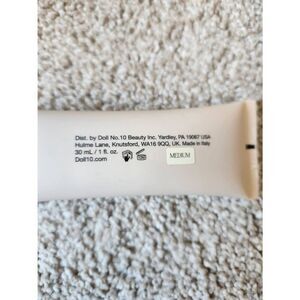 Dist. by Doll No.10 Beauty Inc. Yardley, PA 19067 USA
Hulme Lane, Knutsford, WA16 9QQ, UK. Made in Italy
30 mL / 1 fl. oz.
Doll10.com
MEDIUM